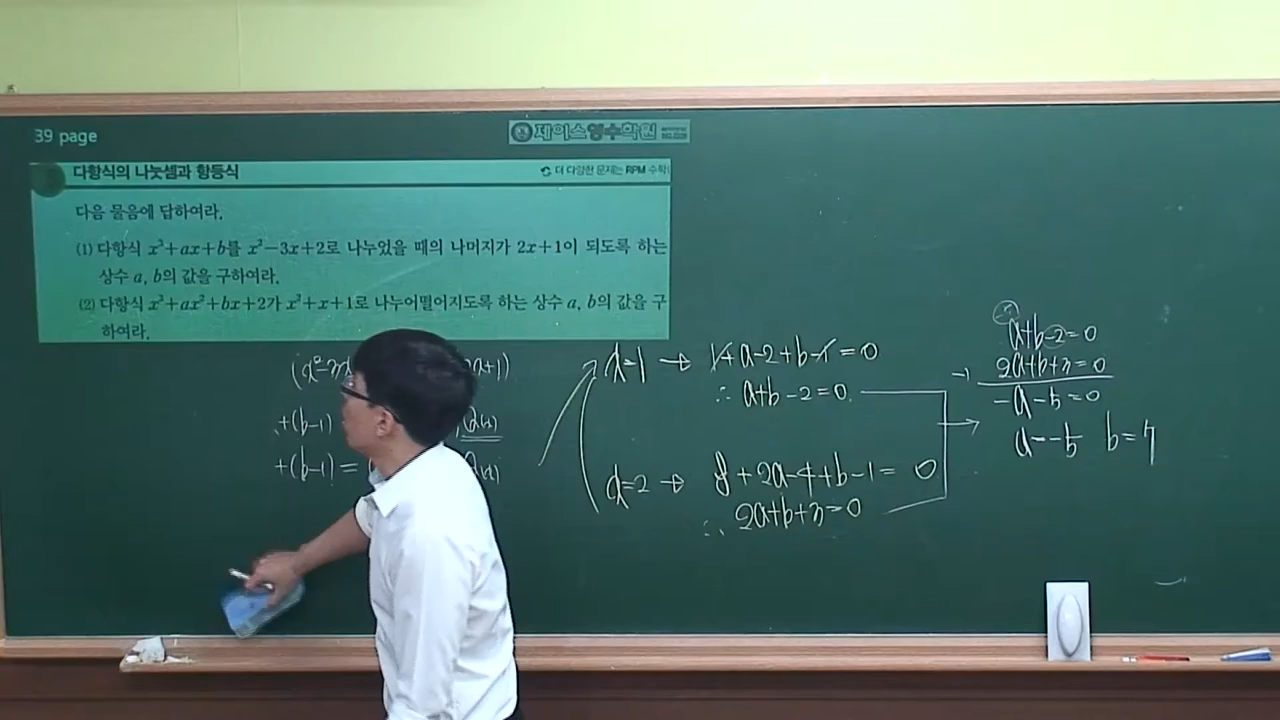 39 page
제이스영수학원
다항식의 나눗셈과 항등식
더 다양한 문제는 RPM 수학(
다음 물음에 답하여라.
(1) 다항식 x³+ax+b를 x²-3x+2로 나누었을 때의 나머지가 2x+1이 되도록 하는
상수 a, b의 값을 구하여라.
(2) 다항식 x³+ax²+bx+2가 x²+x+1로 나누어떨어지도록 하는 상수 a, b의 값을 구
하여라.
+(b-1)
+(b-1)=
x=1 → 1+a-2+b-1=0
∴ a+b-2=0
x=2 → 8+2a-4+b-1=0
∴ 2a+b+3=0
a+b-2=0
-) 2a+b+3=0
-a-5=0
a=-5 b=7